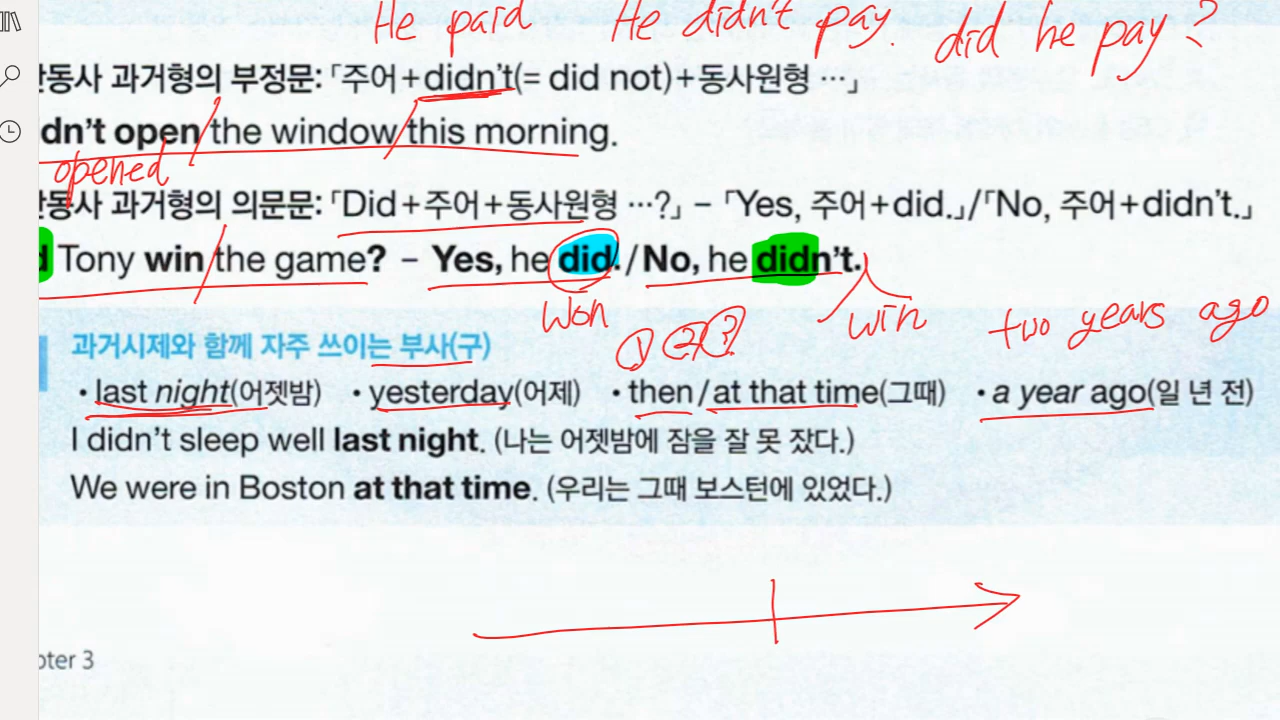 He paid He didn't pay. did he pay?
동사 과거형의 부정문: 「주어+didn't(= did not)+동사원형 …」
dn't open the window this morning.
opened
동사 과거형의 의문문: 「Did+주어+동사원형 …?」 – 「Yes, 주어+did.」/「No, 주어+didn't.」
d Tony win the game? – Yes, he did. / No, he didn't.
won win two years ago
과거시제와 함께 자주 쓰이는 부사(구) ① ②
• last night(어젯밤) • yesterday(어제) • then / at that time(그때) • a year ago(일 년 전)
I didn't sleep well last night. (나는 어젯밤에 잠을 잘 못 잤다.)
We were in Boston at that time. (우리는 그때 보스턴에 있었다.)
pter 3